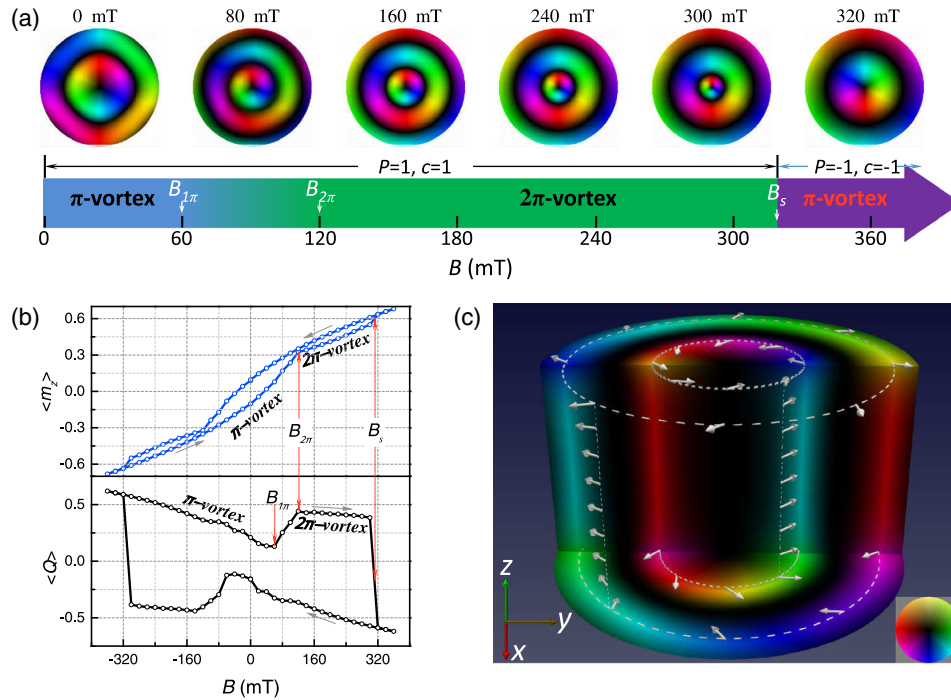 (a)
0 mT 80 mT 160 mT 240 mT 300 mT 320 mT
P=1, c=1 P=-1, c=-1
π-vortex B1π B2π 2π-vortex Bs π-vortex
0 60 120 180 240 300 360
B (mT)
(b)
<mz>
0.6
0.3
0.0
-0.3
-0.6
2π-vortex
π-vortex
B2π
Bs
<Q>
0.5
0.0
-0.5
π-vortex
B1π
2π-vortex
-320 -160 0 160 320
B (mT)
(c)
z
y
x